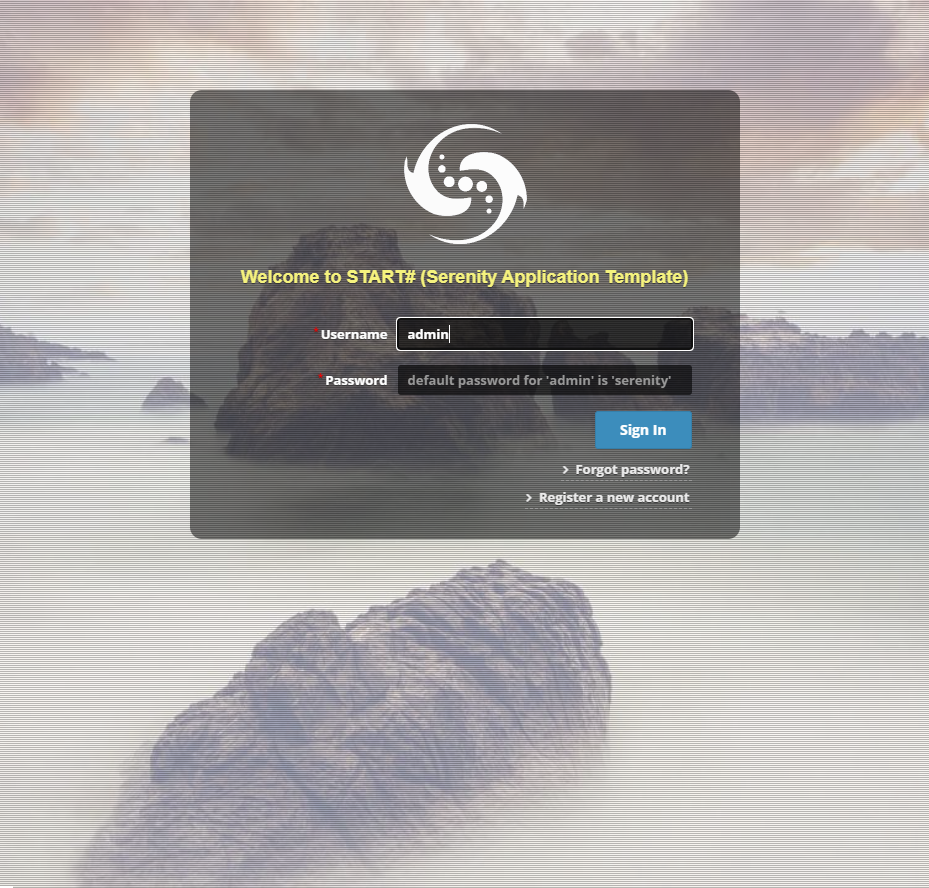 Welcome to START# (Serenity Application Template)
* Username admin
* Password default password for 'admin' is 'serenity'
Sign In
Forgot password?
Register a new account